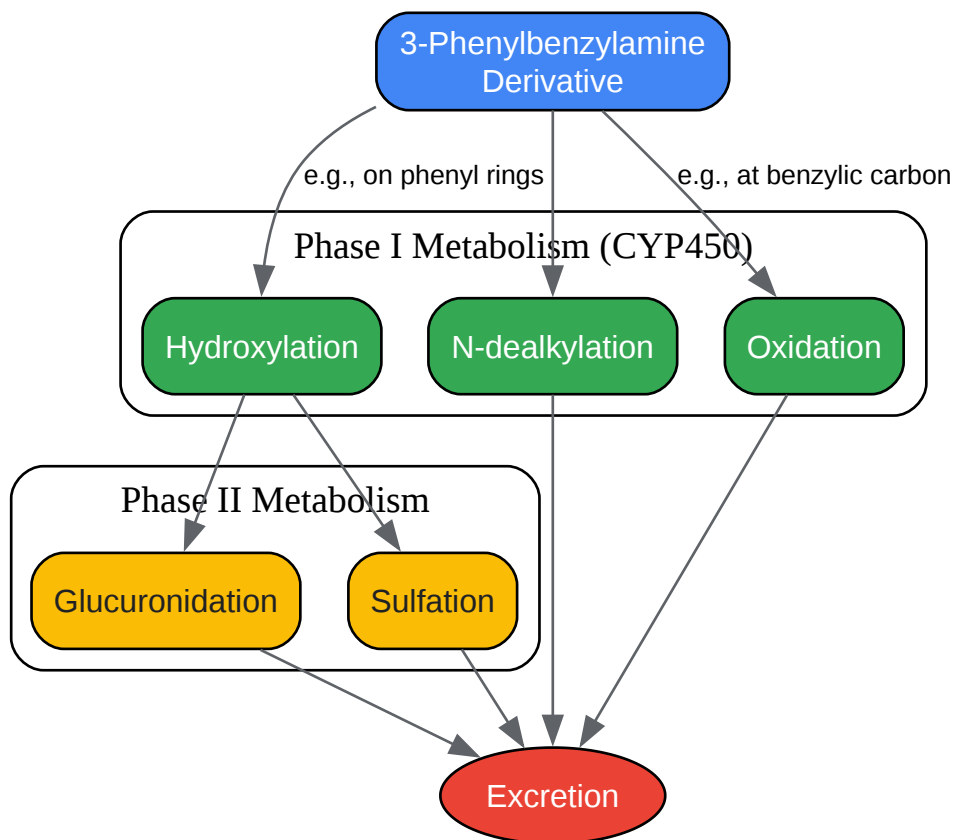 3-Phenylbenzylamine
Derivative
e.g., on phenyl rings
e.g., at benzylic carbon
Phase I Metabolism (CYP450)
Hydroxylation
N-dealkylation
Oxidation
Phase II Metabolism
Glucuronidation
Sulfation
Excretion